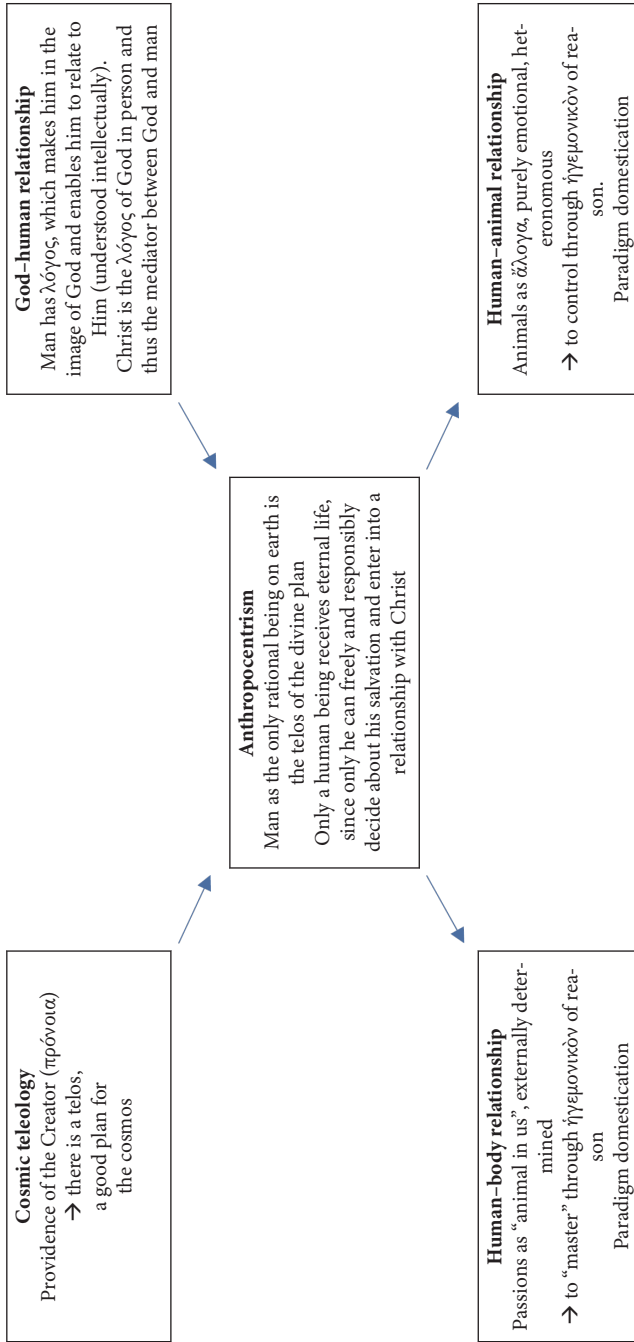 Cosmic teleology
Providence of the Creator (πρόνοια)
→ there is a telos,
a good plan for
the cosmos
God–human relationship
Man has λόγος, which makes him in the
image of God and enables him to relate to
Him (understood intellectually).
Christ is the λόγος of God in person and
thus the mediator between God and man
Anthropocentrism
Man as the only rational being on earth is
the telos of the divine plan
Only a human being receives eternal life,
since only he can freely and responsibly
decide about his salvation and enter into a
relationship with Christ
Human–body relationship
Passions as “animal in us”, externally deter-
mined
→ to “master” through ἡγεμονικὸν of rea-
son
Paradigm domestication
Human–animal relationship
Animals as ἄλογα, purely emotional, het-
eronomous
→ to control through ἡγεμονικὸν of rea-
son.
Paradigm domestication